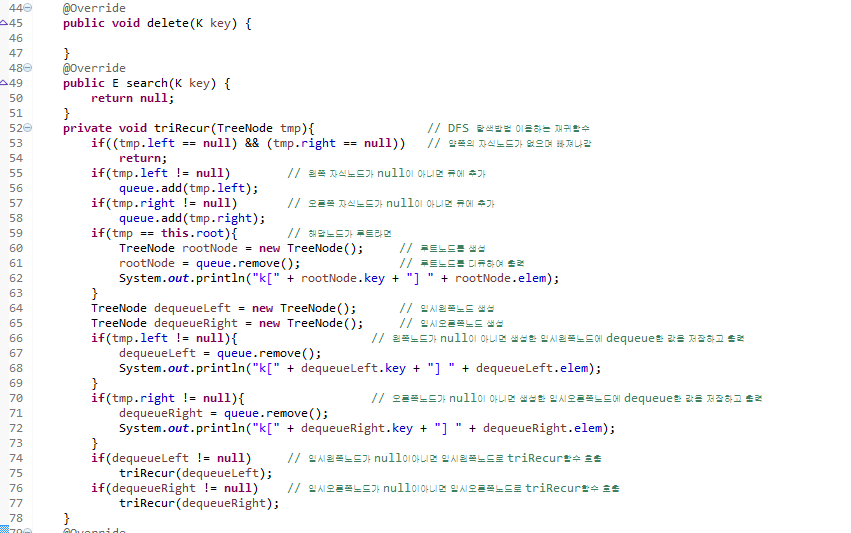 44 @Override
45 public void delete(K key) {
46
47 }
48 @Override
49 public E search(K key) {
50 return null;
51 }
52 private void triRecur(TreeNode tmp){ // DFS 탐색방법 이용하는 재귀함수
53 if((tmp.left == null) && (tmp.right == null)) // 양쪽의 자식노드가 없으며 빠져나감
54 return;
55 if(tmp.left != null) // 왼쪽 자식노드가 null이 아니면 큐에 추가
56 queue.add(tmp.left);
57 if(tmp.right != null) // 오른쪽 자식노드가 null이 아니면 큐에 추가
58 queue.add(tmp.right);
59 if(tmp == this.root){ // 해당노드가 루트라면
60 TreeNode rootNode = new TreeNode(); // 루트노드를 생성
61 rootNode = queue.remove(); // 루트노드를 디큐하여 출력
62 System.out.println("k[" + rootNode.key + "] " + rootNode.elem);
63 }
64 TreeNode dequeueLeft = new TreeNode(); // 임시왼쪽노드 생성
65 TreeNode dequeueRight = new TreeNode(); // 임시오른쪽노드 생성
66 if(tmp.left != null){ // 왼쪽노드가 null이 아니면 생성한 임시왼쪽노드에 dequeue한 값을 저장하고 출력
67 dequeueLeft = queue.remove();
68 System.out.println("k[" + dequeueLeft.key + "] " + dequeueLeft.elem);
69 }
70 if(tmp.right != null){ // 오른쪽노드가 null이 아니면 생성한 임시오른쪽노드에 dequeue한 값을 저장하고 출력
71 dequeueRight = queue.remove();
72 System.out.println("k[" + dequeueRight.key + "] " + dequeueRight.elem);
73 }
74 if(dequeueLeft != null) // 임시왼쪽노드가 null이아니면 임시왼쪽노드로 triRecur함수 호출
75 triRecur(dequeueLeft);
76 if(dequeueRight != null) // 임시오른쪽노드가 null이아니면 임시오른쪽노드로 triRecur함수 호출
77 triRecur(dequeueRight);
78 }
79 @Override